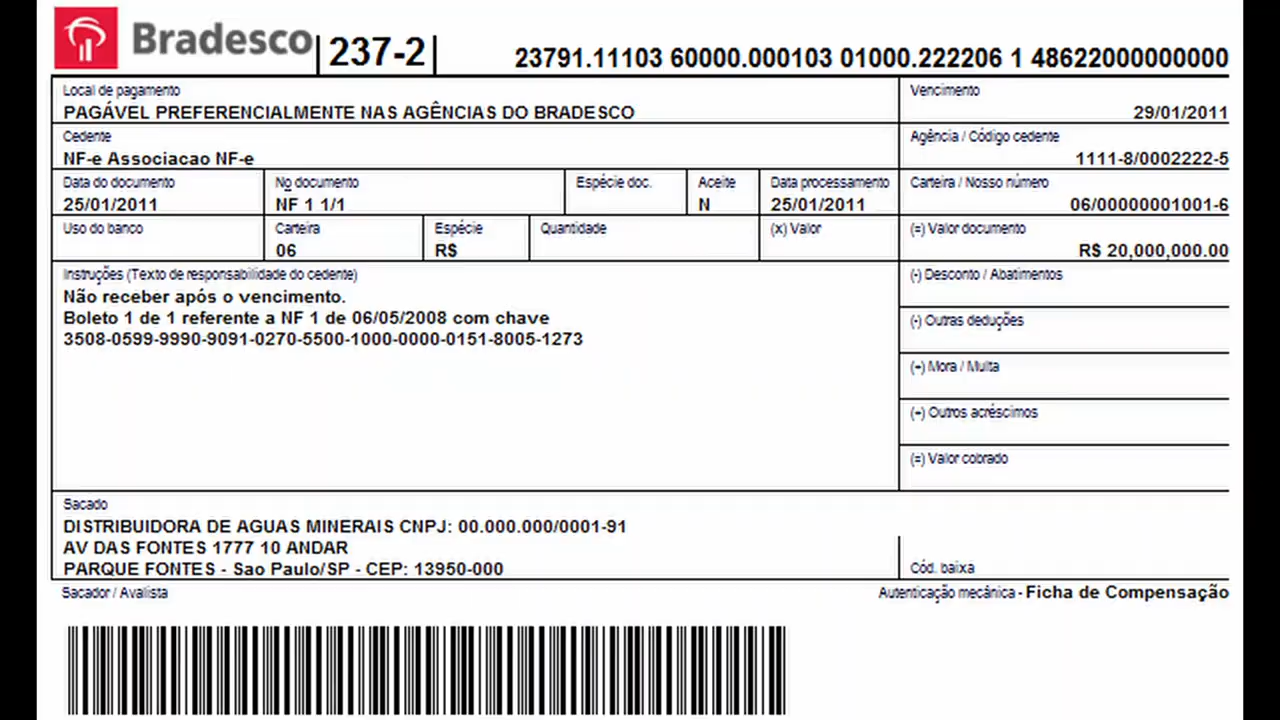 Bradesco 237-2 23791.11103 60000.000103 01000.222206 1 48622000000000
Local de pagamento Vencimento
PAGÁVEL PREFERENCIALMENTE NAS AGÊNCIAS DO BRADESCO 29/01/2011
Cedente Agência / Código cedente
NF-e Associacao NF-e 1111-8/0002222-5
Data do documento No documento Espécie doc. Aceite Data processamento Carteira / Nosso número
25/01/2011 NF 1 1/1 N 25/01/2011 06/00000001001-6
Uso do banco Carteira Espécie Quantidade (x) Valor (=) Valor documento
06 R$ R$ 20,000,000.00
Instruções (Texto de responsabilidade do cedente) (-) Desconto / Abatimentos
Não receber após o vencimento.
Boleto 1 de 1 referente a NF 1 de 06/05/2008 com chave (-) Outras deduções
3508-0599-9990-9091-0270-5500-1000-0000-0151-8005-1273
(+) Mora / Multa
(+) Outros acréscimos
(=) Valor cobrado
Sacado
DISTRIBUIDORA DE AGUAS MINERAIS CNPJ: 00.000.000/0001-91
AV DAS FONTES 1777 10 ANDAR
PARQUE FONTES - Sao Paulo/SP - CEP: 13950-000 Cód. baixa
Sacador / Avalista Autenticação mecânica - Ficha de Compensação